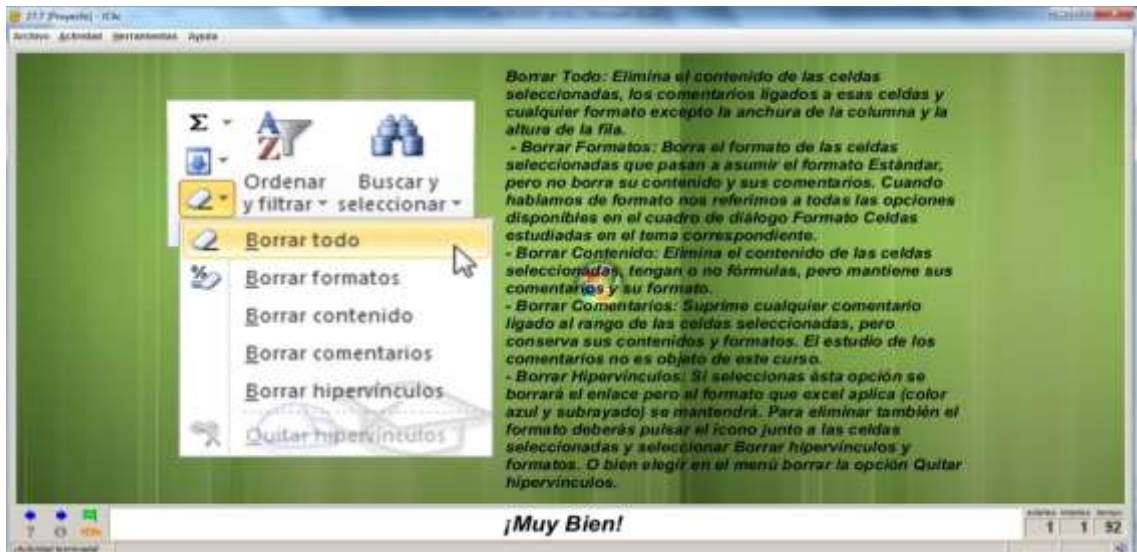 27.7 [Proyecto] - JClic
Archivo Actividad Herramientas Ayuda
Σ
Ordenar y filtrar
Buscar y seleccionar
Borrar todo
Borrar formatos
Borrar contenido
Borrar comentarios
Borrar hipervínculos
Quitar hipervínculos
Borrar Todo: Elimina el contenido de las celdas
seleccionadas, los comentarios ligados a esas celdas y
cualquier formato excepto la anchura de la columna y la
altura de la fila.
- Borrar Formatos: Borra el formato de las celdas
seleccionadas que pasan a asumir el formato Estándar,
pero no borra su contenido y sus comentarios. Cuando
hablamos de formato nos referimos a todas las opciones
disponibles en el cuadro de diálogo Formato Celdas
estudiadas en el tema correspondiente.
- Borrar Contenido: Elimina el contenido de las celdas
seleccionadas, tengan o no fórmulas, pero mantiene sus
comentarios y su formato.
- Borrar Comentarios: Suprime cualquier comentario
ligado al rango de las celdas seleccionadas, pero
conserva sus contenidos y formatos. El estudio de los
comentarios no es objeto de este curso.
- Borrar Hipervínculos: Si seleccionas ésta opción se
borrará el enlace pero el formato que excel aplica (color
azul y subrayado) se mantendrá. Para eliminar también el
formato deberás pulsar el icono junto a las celdas
seleccionadas y seleccionar Borrar hipervínculos y
formatos. O bien elegir en el menú borrar la opción Quitar
hipervínculos.
¡Muy Bien!
1 1 92